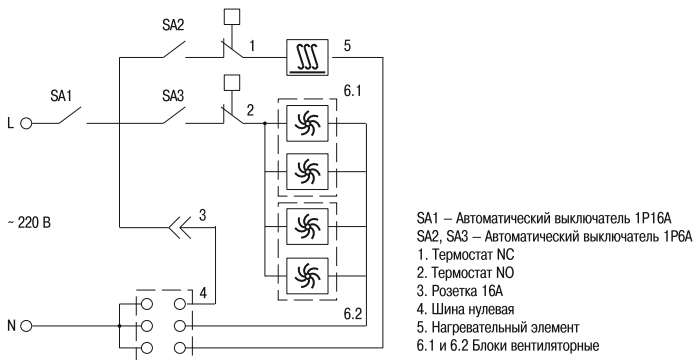 SA2
1
5
SA1
SA3
6.1
2
L
~ 220 В
3
4
N
6.2
SA1 – Автоматический выключатель 1P16A
SA2, SA3 – Автоматический выключатель 1P6A
1. Термостат NC
2. Термостат NO
3. Розетка 16A
4. Шина нулевая
5. Нагревательный элемент
6.1 и 6.2 Блоки вентиляторные